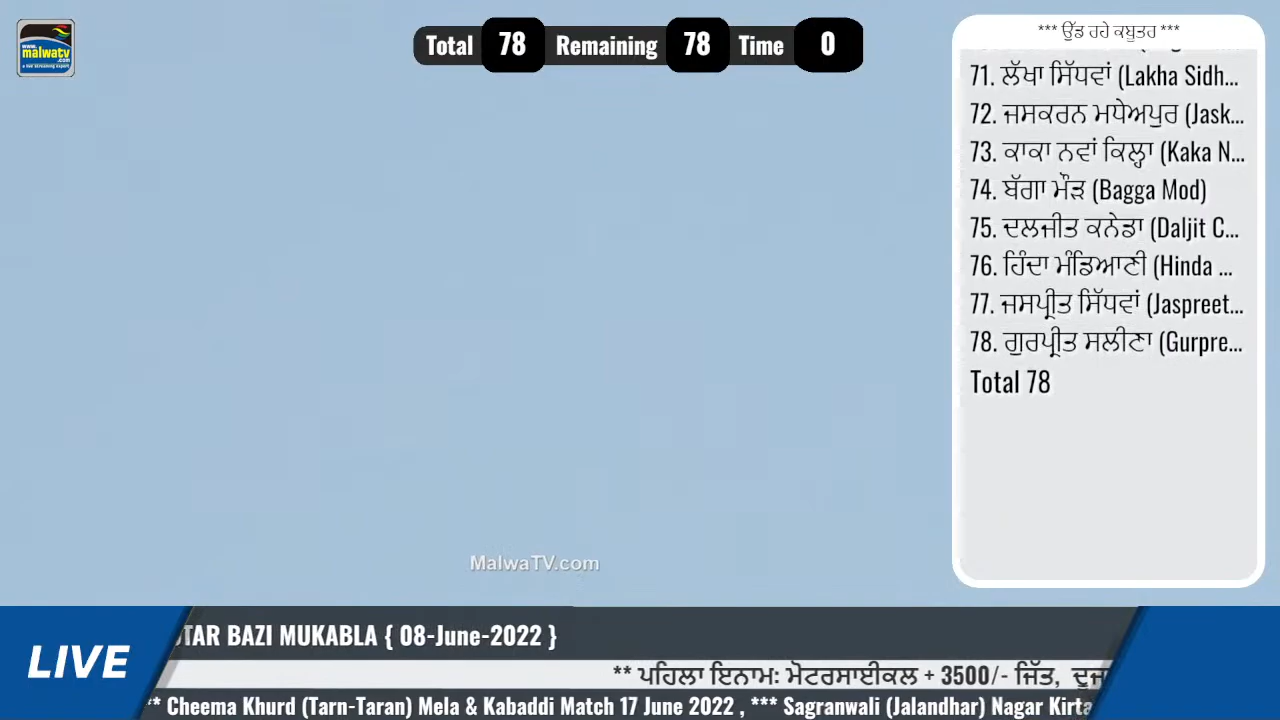 www.
malwatv
.com
Total 78 Remaining 78 Time 0
*** ਉੱਡ ਰਹੇ ਕਬੂਤਰ ***
71. ਲੱਖਾ ਸਿੱਧਵਾਂ (Lakha Sidh...
72. ਜਸਕਰਨ ਮਧੇਅਪੁਰ (Jask...
73. ਕਾਕਾ ਨਵਾਂ ਕਿਲ੍ਹਾ (Kaka N...
74. ਬੱਗਾ ਮੌੜ (Bagga Mod)
75. ਦਲਜੀਤ ਕਨੇਡਾ (Daljit C...
76. ਹਿੰਦਾ ਮੰਡਿਆਣੀ (Hinda ...
77. ਜਸਪ੍ਰੀਤ ਸਿੱਧਵਾਂ (Jaspreet...
78. ਗੁਰਪ੍ਰੀਤ ਸਲੀਣਾ (Gurpre...
Total 78
MalwaTV.com
LIVE
TAR BAZI MUKABLA { 08-June-2022 }
** ਪਹਿਲਾ ਇਨਾਮ: ਮੋਟਰਸਾਈਕਲ + 3500/- ਜਿੱਤ, ਦੂਜ
** Cheema Khurd (Tarn-Taran) Mela & Kabaddi Match 17 June 2022 , *** Sagranwali (Jalandhar) Nagar Kirta